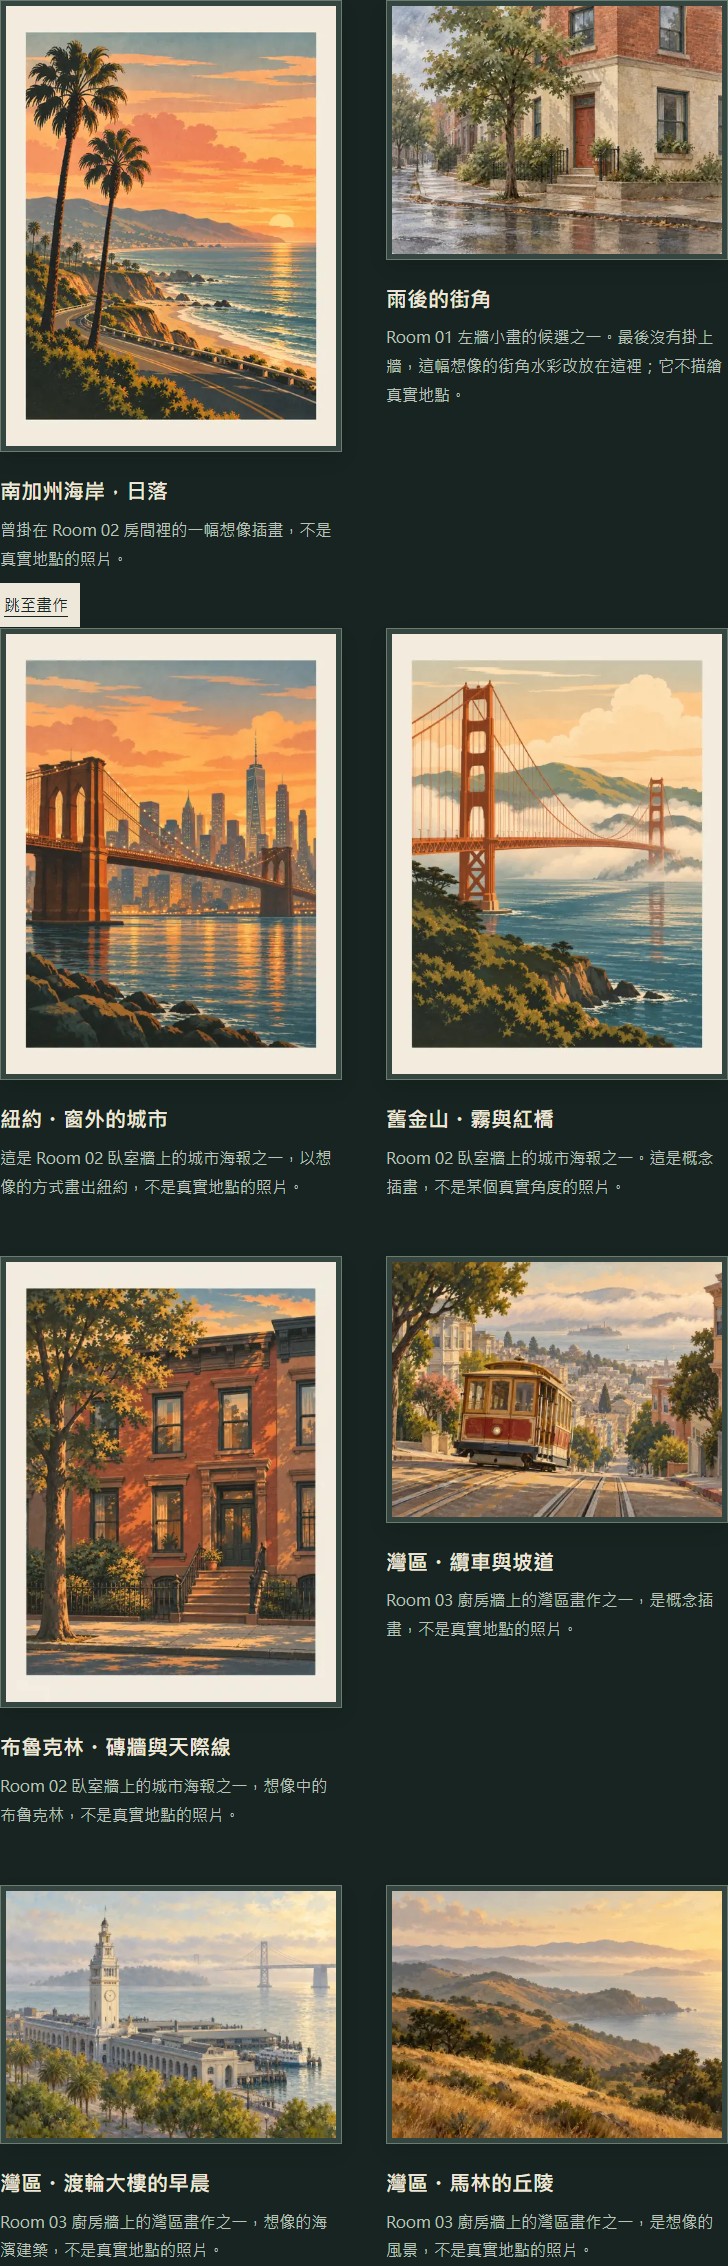 雨後的街角
Room 01 左牆小畫的候選之一。最後沒有掛上
牆，這幅想像的街角水彩改放在這裡；它不描繪
真實地點。
南加州海岸・日落
曾掛在 Room 02 房間裡的一幅想像插畫，不是
真實地點的照片。
跳至畫作
紐約・窗外的城市
這是 Room 02 臥室牆上的城市海報之一，以想
像的方式畫出紐約，不是真實地點的照片。
舊金山・霧與紅橋
Room 02 臥室牆上的城市海報之一。這是概念
插畫，不是某個真實角度的照片。
布魯克林・磚牆與天際線
Room 02 臥室牆上的城市海報之一，想像中的
布魯克林，不是真實地點的照片。
灣區・纜車與坡道
Room 03 廚房牆上的灣區畫作之一，是概念插
畫，不是真實地點的照片。
灣區・渡輪大樓的早晨
Room 03 廚房牆上的灣區畫作之一，想像的海
濱建築，不是真實地點的照片。
灣區・馬林的丘陵
Room 03 廚房牆上的灣區畫作之一，是想像的
風景，不是真實地點的照片。